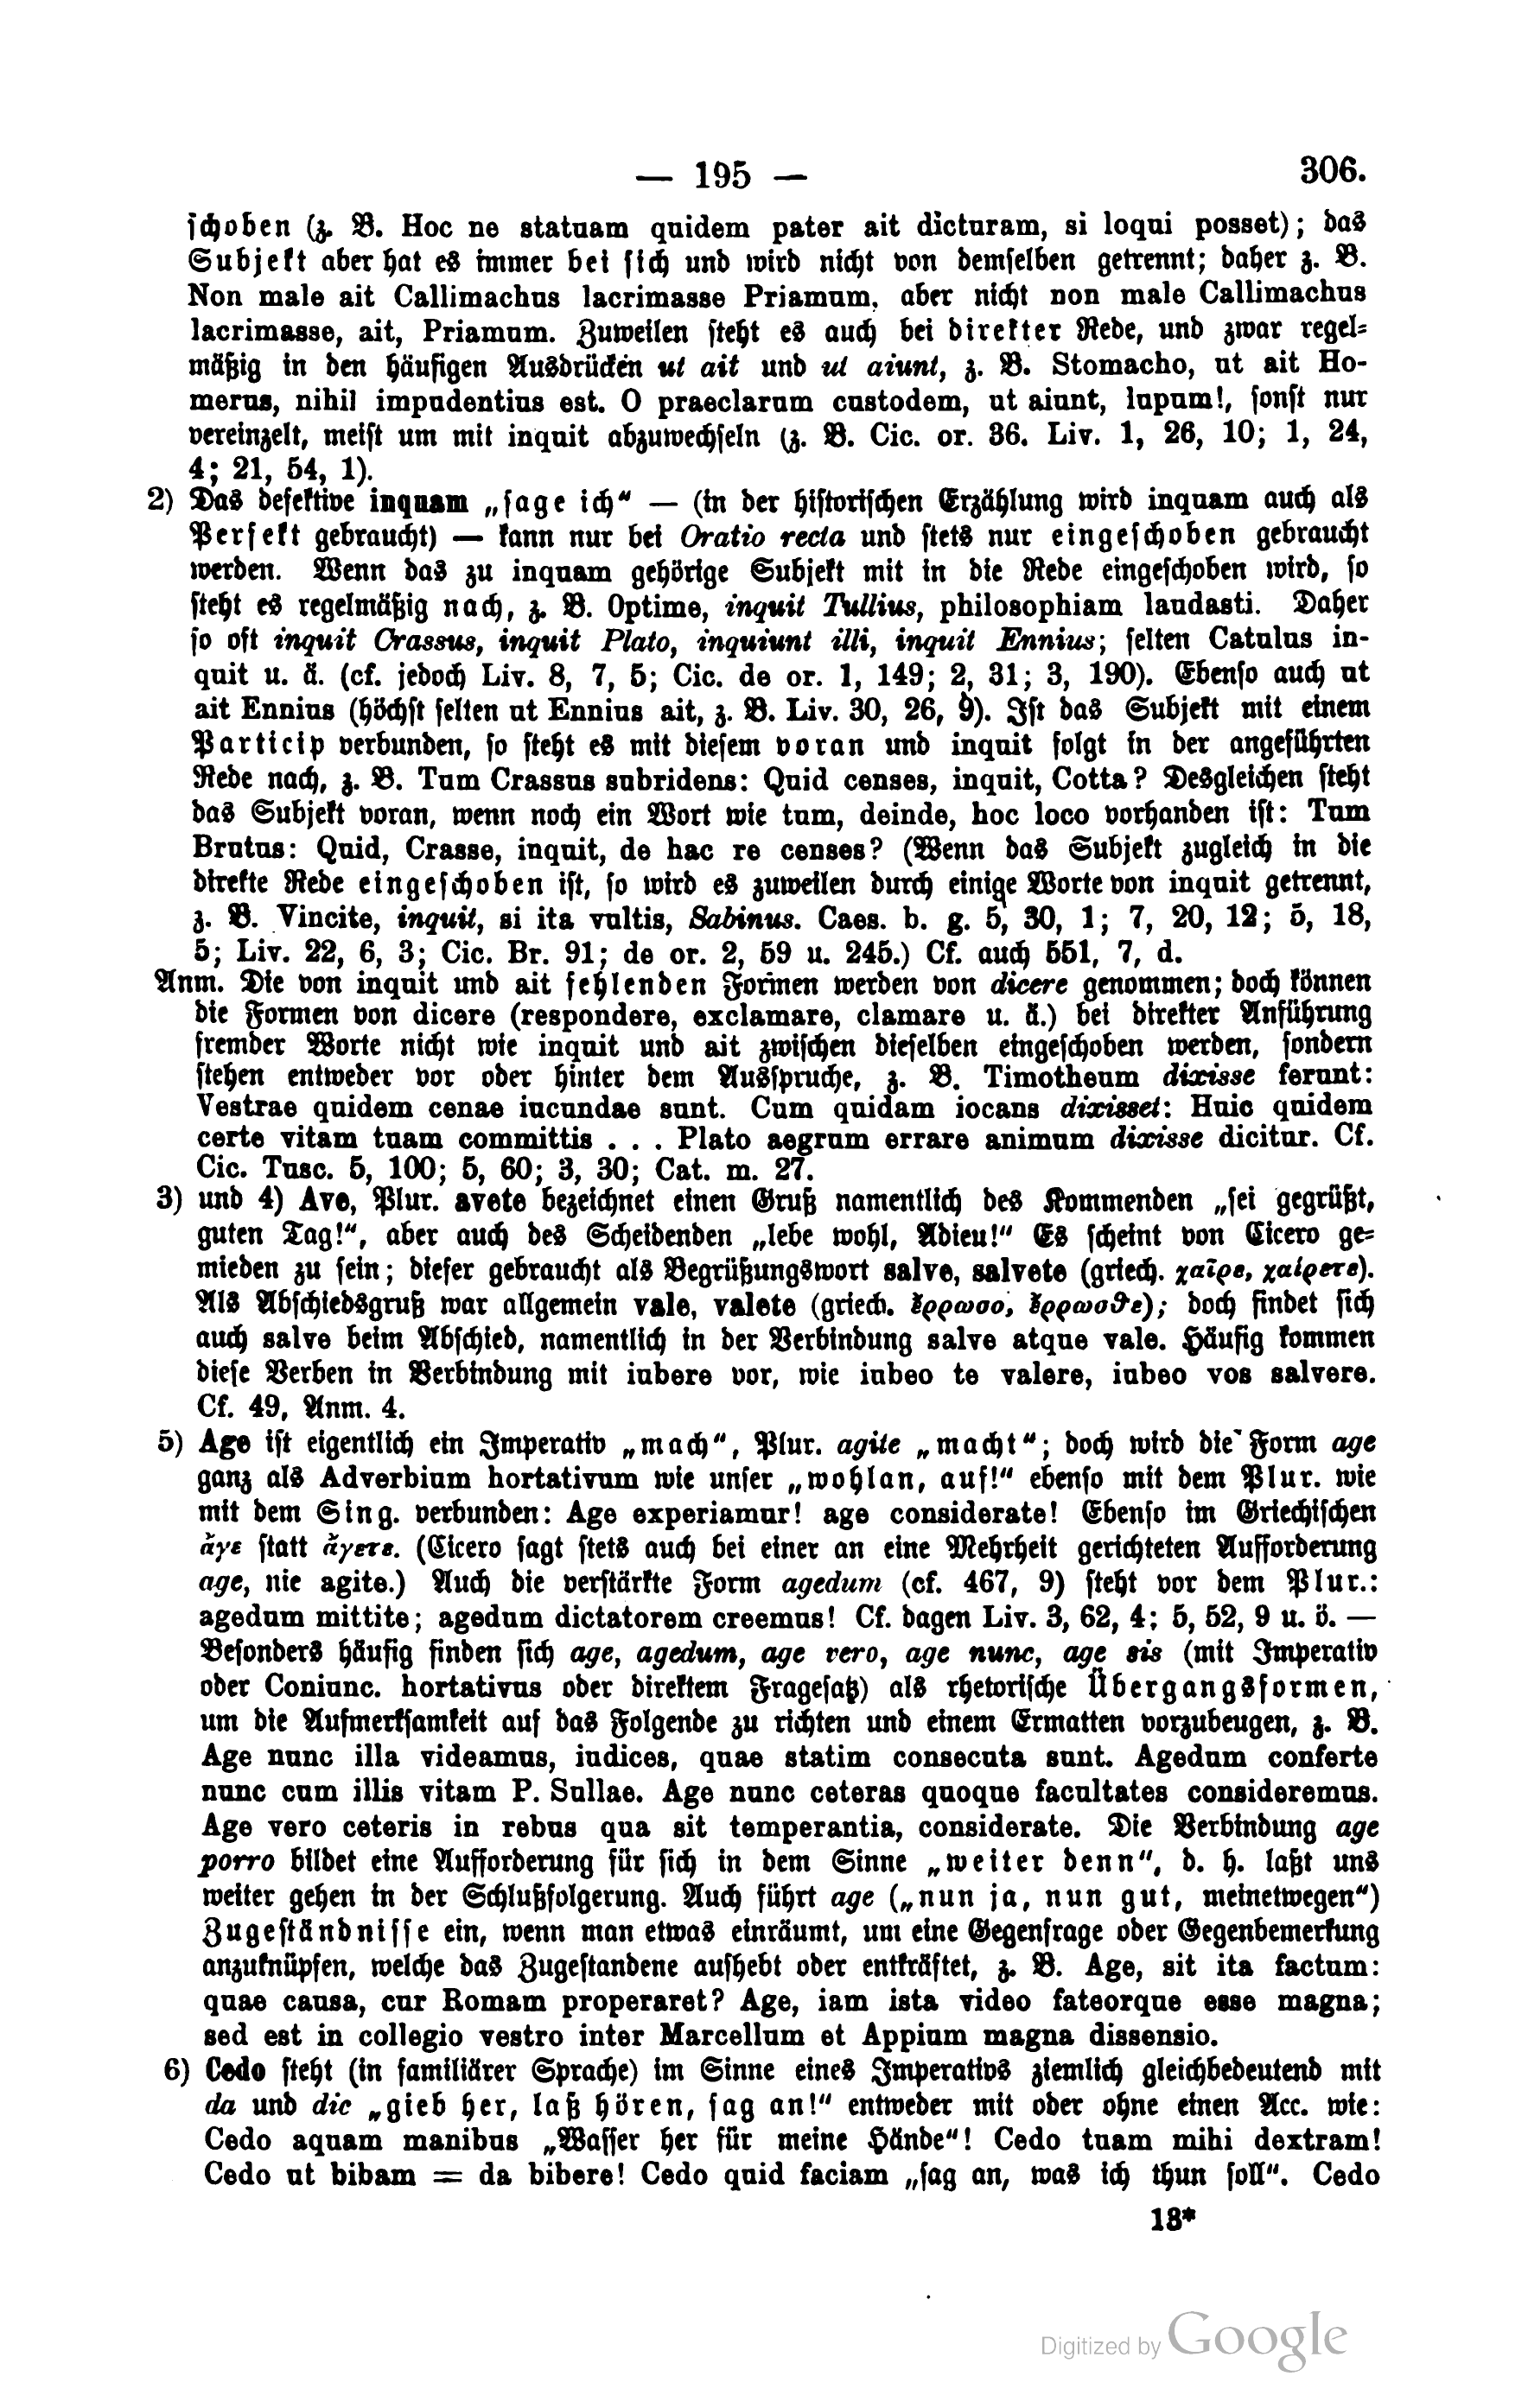 — 195 — 306.
schoben (z. B. Hoc ne statuam quidem pater ait dicturam, si loqui posset); das
Subjekt aber hat es immer bei sich und wird nicht von demselben getrennt; daher z. B.
Non male ait Callimachus lacrimasse Priamum, aber nicht non male Callimachus
lacrimasse, ait, Priamum. Zuweilen steht es auch bei direkter Rede, und zwar regel-
mäßig in den häufigen Ausdrücken ut ait und ut aiunt, z. B. Stomacho, ut ait Ho-
merus, nihil impudentius est. O praeclarum custodem, ut aiunt, lupum!, sonst nur
vereinzelt, meist um mit inquit abzuwechseln (z. B. Cic. or. 36. Liv. 1, 26, 10; 1, 24,
4; 21, 54, 1).
2) Das defektive inquam „sage ich“ — (in der historischen Erzählung wird inquam auch als
Perfekt gebraucht) — kann nur bei Oratio recta und stets nur eingeschoben gebraucht
werden. Wenn das zu inquam gehörige Subjekt mit in die Rede eingeschoben wird, so
steht es regelmäßig nach, z. B. Optime, inquit Tullius, philosophiam laudasti. Daher
so oft inquit Crassus, inquit Plato, inquiunt illi, inquit Ennius; selten Catulus in-
quit u. ä. (cf. jedoch Liv. 8, 7, 5; Cic. de or. 1, 149; 2, 31; 3, 190). Ebenso auch ut
ait Ennius (höchst selten ut Ennius ait, z. B. Liv. 30, 26, 9). Ist das Subjekt mit einem
Particip verbunden, so steht es mit diesem voran und inquit folgt in der angeführten
Rede nach, z. B. Tum Crassus subridens: Quid censes, inquit, Cotta? Desgleichen steht
das Subjekt voran, wenn noch ein Wort wie tum, deinde, hoc loco vorhanden ist: Tum
Brutus: Quid, Crasse, inquit, de hac re censes? (Wenn das Subjekt zugleich in die
direkte Rede eingeschoben ist, so wird es zuweilen durch einige Worte von inquit getrennt,
z. B. Vincite, inquit, si ita vultis, Sabinus. Caes. b. g. 5, 30, 1; 7, 20, 12; 5, 18,
5; Liv. 22, 6, 3; Cic. Br. 91; de or. 2, 59 u. 245.) Cf. auch 551, 7, d.
Anm. Die von inquit und ait fehlenden Formen werden von dicere genommen; doch können
die Formen von dicere (respondere, exclamare, clamare u. ä.) bei direkter Anführung
fremder Worte nicht wie inquit und ait zwischen dieselben eingeschoben werden, sondern
stehen entweder vor oder hinter dem Ausspruche, z. B. Timotheum dixisse ferunt:
Vestrae quidem cenae iucundae sunt. Cum quidam iocans dixisset: Huic quidem
certe vitam tuam committis . . . Plato aegrum errare animum dixisse dicitur. Cf.
Cic. Tusc. 5, 100; 5, 60; 3, 30; Cat. m. 27.
3) und 4) Ave, Plur. avete bezeichnet einen Gruß namentlich des Kommenden „sei gegrüßt,
guten Tag!“, aber auch des Scheidenden „lebe wohl, Adieu!“ Es scheint von Cicero ge-
mieden zu sein; dieser gebraucht als Begrüßungswort salve, salvete (griech. χαῖρε, χαίρετε).
Als Abschiedsgruß war allgemein vale, valete (griech. ἔρρωσο, ἔρρωσθε); doch findet sich
auch salve beim Abschied, namentlich in der Verbindung salve atque vale. Häufig kommen
diese Verben in Verbindung mit iubere vor, wie iubeo te valere, iubeo vos salvere.
Cf. 49, Anm. 4.
5) Age ist eigentlich ein Imperativ „mach“, Plur. agite „macht“; doch wird die Form age
ganz als Adverbium hortativum wie unser „wohlan, auf!“ ebenso mit dem Plur. wie
mit dem Sing. verbunden: Age experiamur! age considerate! Ebenso im Griechischen
ἄγε statt ἄγετε. (Cicero sagt stets auch bei einer an eine Mehrheit gerichteten Aufforderung
age, nie agite.) Auch die verstärkte Form agedum (cf. 467, 9) steht vor dem Plur.:
agedum mittite; agedum dictatorem creemus! Cf. dagen Liv. 3, 62, 4; 5, 52, 9 u. ö. —
Besonders häufig finden sich age, agedum, age vero, age nunc, age sis (mit Imperativ
oder Coniunc. hortativus oder direktem Fragesatz) als rhetorische Übergangsformen,
um die Aufmerksamkeit auf das Folgende zu richten und einem Ermatten vorzubeugen, z. B.
Age nunc illa videamus, iudices, quae statim consecuta sunt. Agedum conferte
nunc cum illis vitam P. Sullae. Age nunc ceteras quoque facultates consideremus.
Age vero ceteris in rebus qua sit temperantia, considerate. Die Verbindung age
porro bildet eine Aufforderung für sich in dem Sinne „weiter denn“, d. h. laßt uns
weiter gehen in der Schlußfolgerung. Auch führt age („nun ja, nun gut, meinetwegen“)
Zugeständnisse ein, wenn man etwas einräumt, um eine Gegenfrage oder Gegenbemerkung
anzuknüpfen, welche das Zugestandene aufhebt oder entkräftet, z. B. Age, sit ita factum:
quae causa, cur Romam properaret? Age, iam ista video fateorque esse magna;
sed est in collegio vestro inter Marcellum et Appium magna dissensio.
6) Cedo steht (in familiärer Sprache) im Sinne eines Imperativs ziemlich gleichbedeutend mit
da und dic „gieb her, laß hören, sag an!“ entweder mit oder ohne einen Acc. wie:
Cedo aquam manibus „Wasser her für meine Hände“! Cedo tuam mihi dextram!
Cedo ut bibam = da bibere! Cedo quid faciam „sag an, was ich thun soll“. Cedo
13*
Digitized by Google